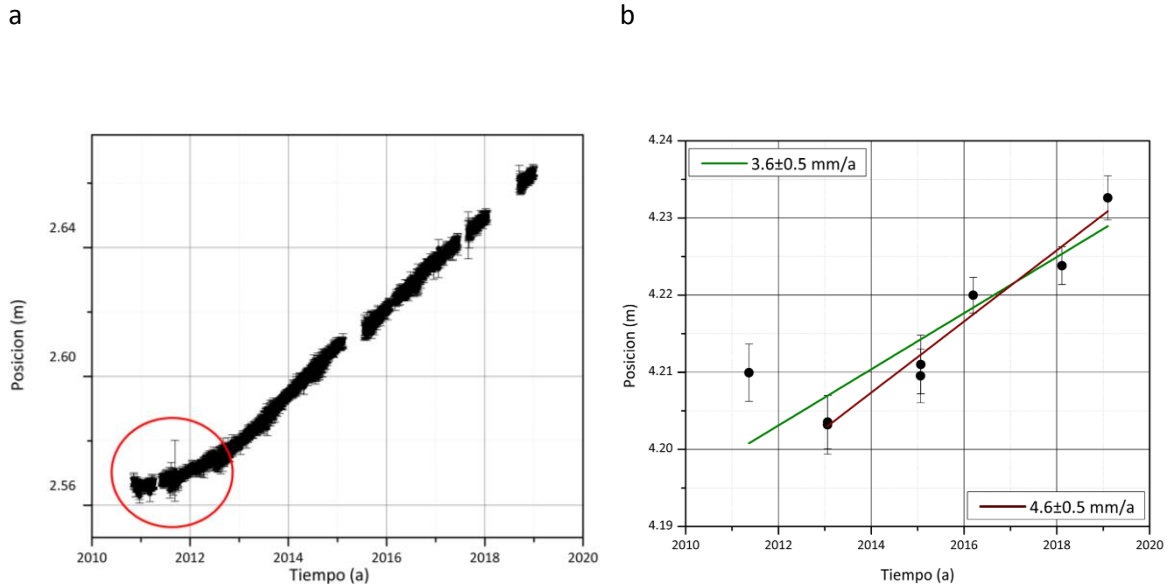 a
b
Posicion (m)
2.64
2.60
2.56
2010 2012 2014 2016 2018 2020
Tiempo (a)
Posicion (m)
4.24
4.23
4.22
4.21
4.20
4.19
3.6±0.5 mm/a
4.6±0.5 mm/a
2010 2012 2014 2016 2018 2020
Tiempo (a)